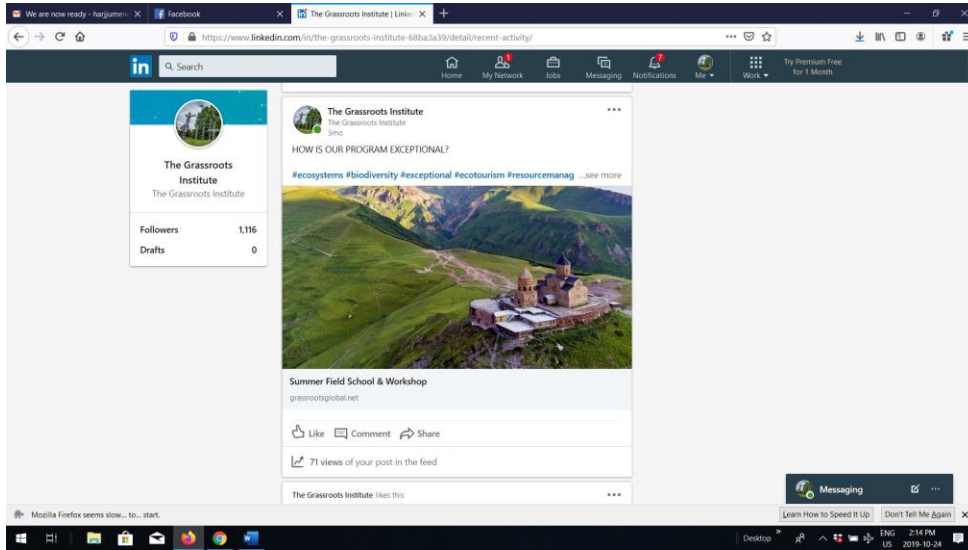 We are now ready - harjjumen
Facebook
The Grassroots Institute | Linke
https://www.linkedin.com/in/the-grassroots-institute-68ba3a39/detail/recent-activity/
in
Search
Home
1
My Network
Jobs
Messaging
7
Notifications
Me
Work
Try Premium Free
for 1 Month
The Grassroots
Institute
The Grassroots Institute
Followers 1,116
Drafts 0
The Grassroots Institute
The Grassroots Institute
3mo
HOW IS OUR PROGRAM EXCEPTIONAL?
#ecosystems #biodiversity #exceptional #ecotourism #resourcemanag ...see more
Summer Field School & Workshop
grassrootsglobal.net
Like Comment Share
71 views of your post in the feed
The Grassroots Institute likes this
Messaging
Mozilla Firefox seems slow... to... start.
Learn How to Speed It Up
Don't Tell Me Again
Desktop
ENG
US
2:14 PM
2019-10-24